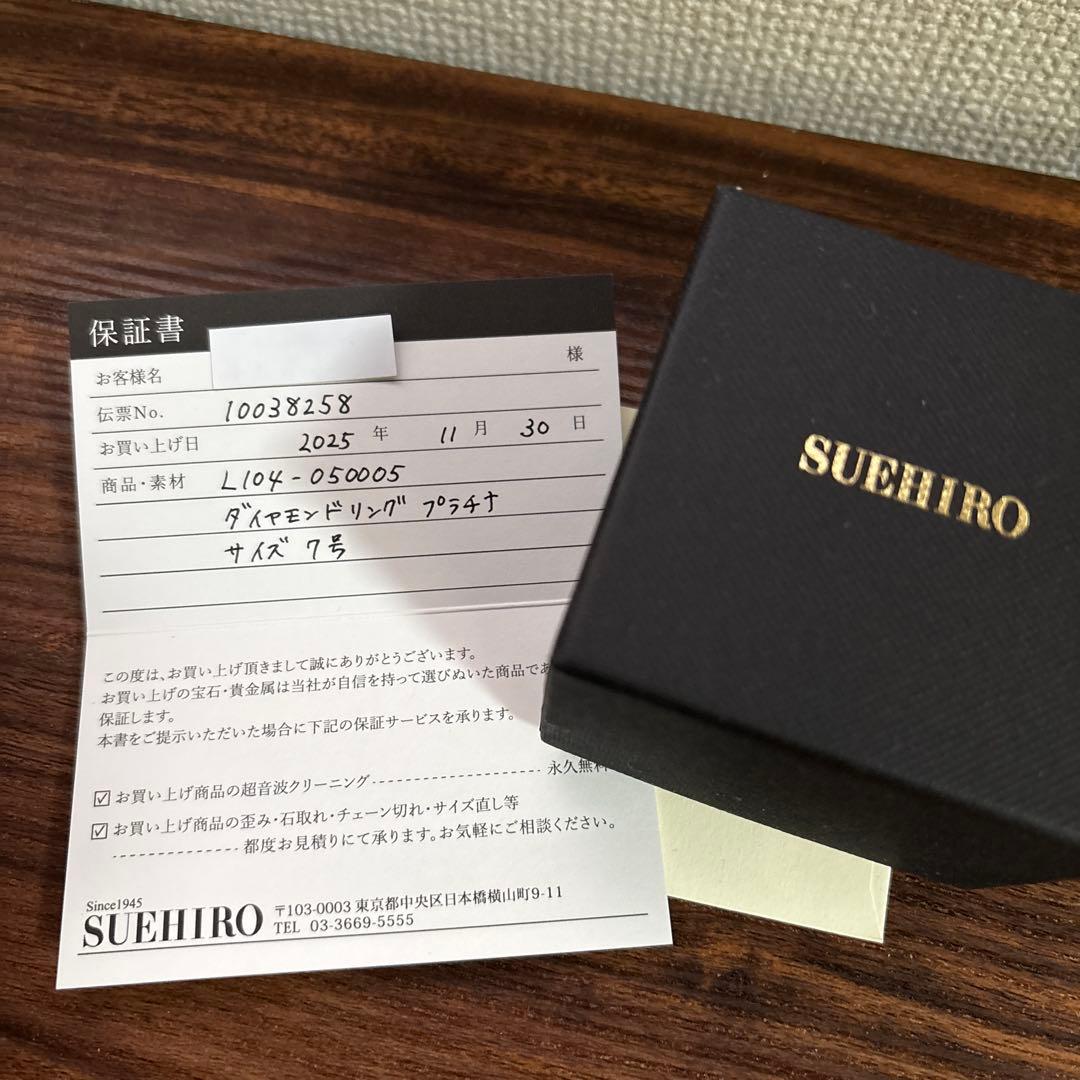 保証書
お客様名 様
伝票No. 10038258
お買い上げ日 2025 年 11 月 30 日
商品・素材 L104-050005
ダイヤモンドリング プラチナ
サイズ 7号
この度は、お買い上げ頂きまして誠にありがとうございます。
お買い上げの宝石・貴金属は当社が自信を持って選びぬいた商品であ
保証します。
本書をご提示いただいた場合に下記の保証サービスを承ります。
☑ お買い上げ商品の超音波クリーニング-------------------- 永久無料
☑ お買い上げ商品の歪み・石取れ・チェーン切れ・サイズ直し等
-------------- 都度お見積りにて承ります。お気軽にご相談ください。
Since1945
SUEHIRO
〒103-0003 東京都中央区日本橋横山町9-11
TEL 03-3669-5555
SUEHIRO